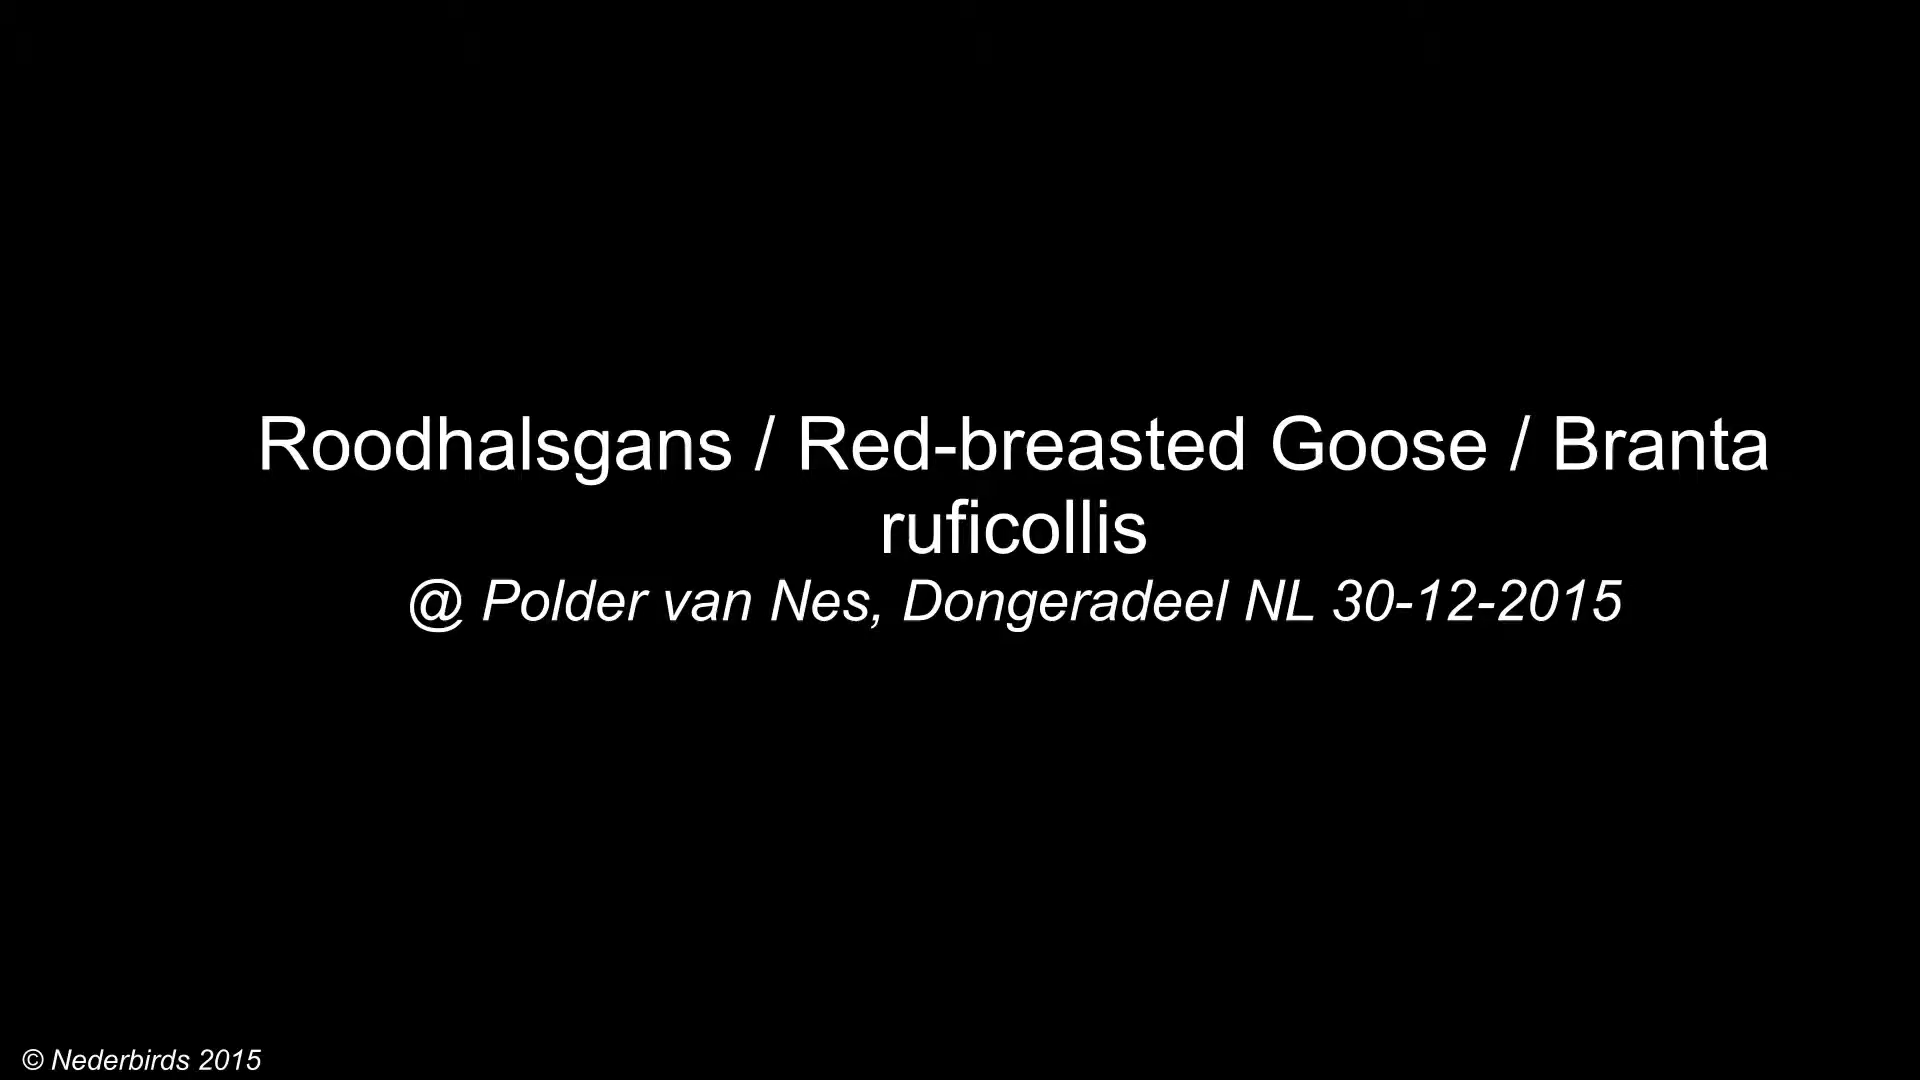 Roodhalsgans / Red-breasted Goose / Branta
ruficollis
@ Polder van Nes, Dongeradeel NL 30-12-2015
© Nederbirds 2015